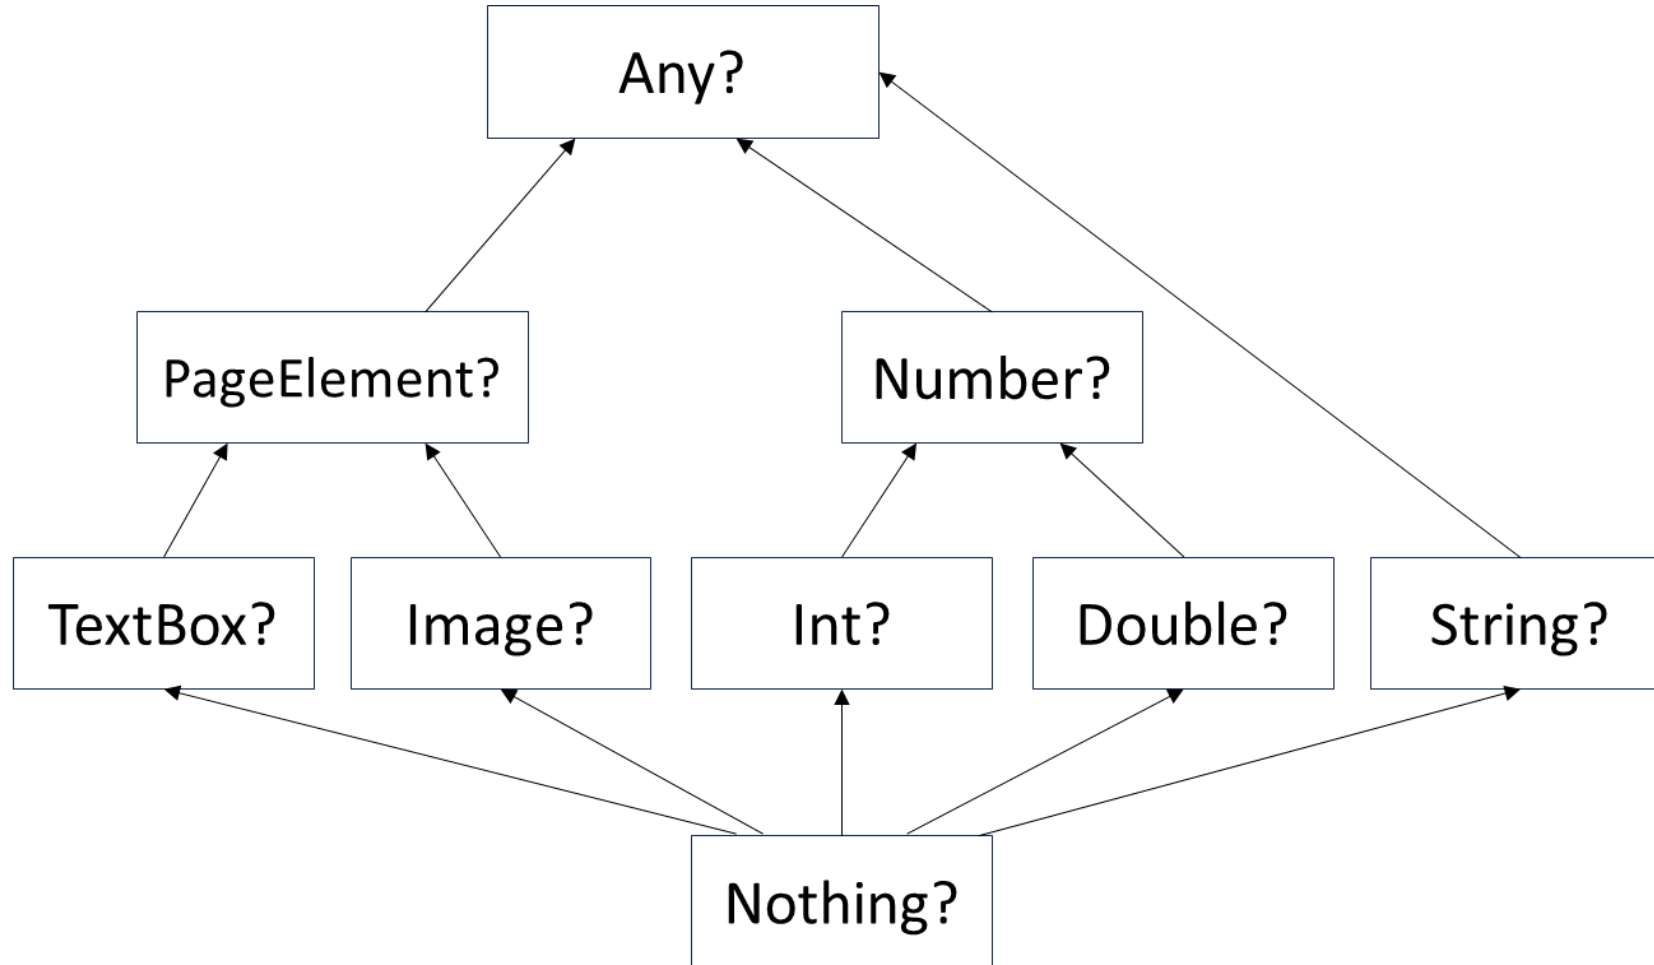 Any?
PageElement?
Number?
TextBox?
Image?
Int?
Double?
String?
Nothing?